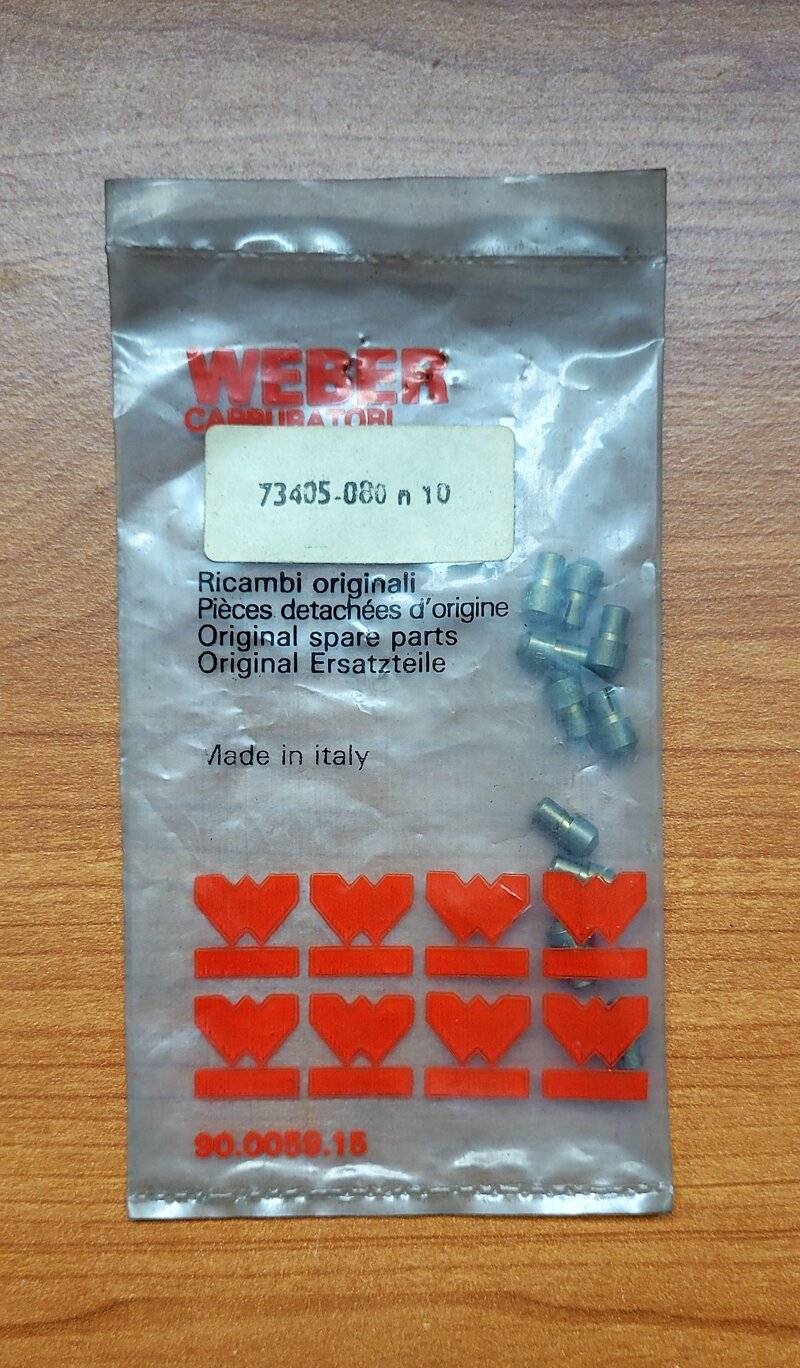 WEBER
CARBURATORI
73405-080 n 10
Ricambi originali
Pièces detachées d'origine
Original spare parts
Original Ersatzteile
Made in italy
90.0059.15